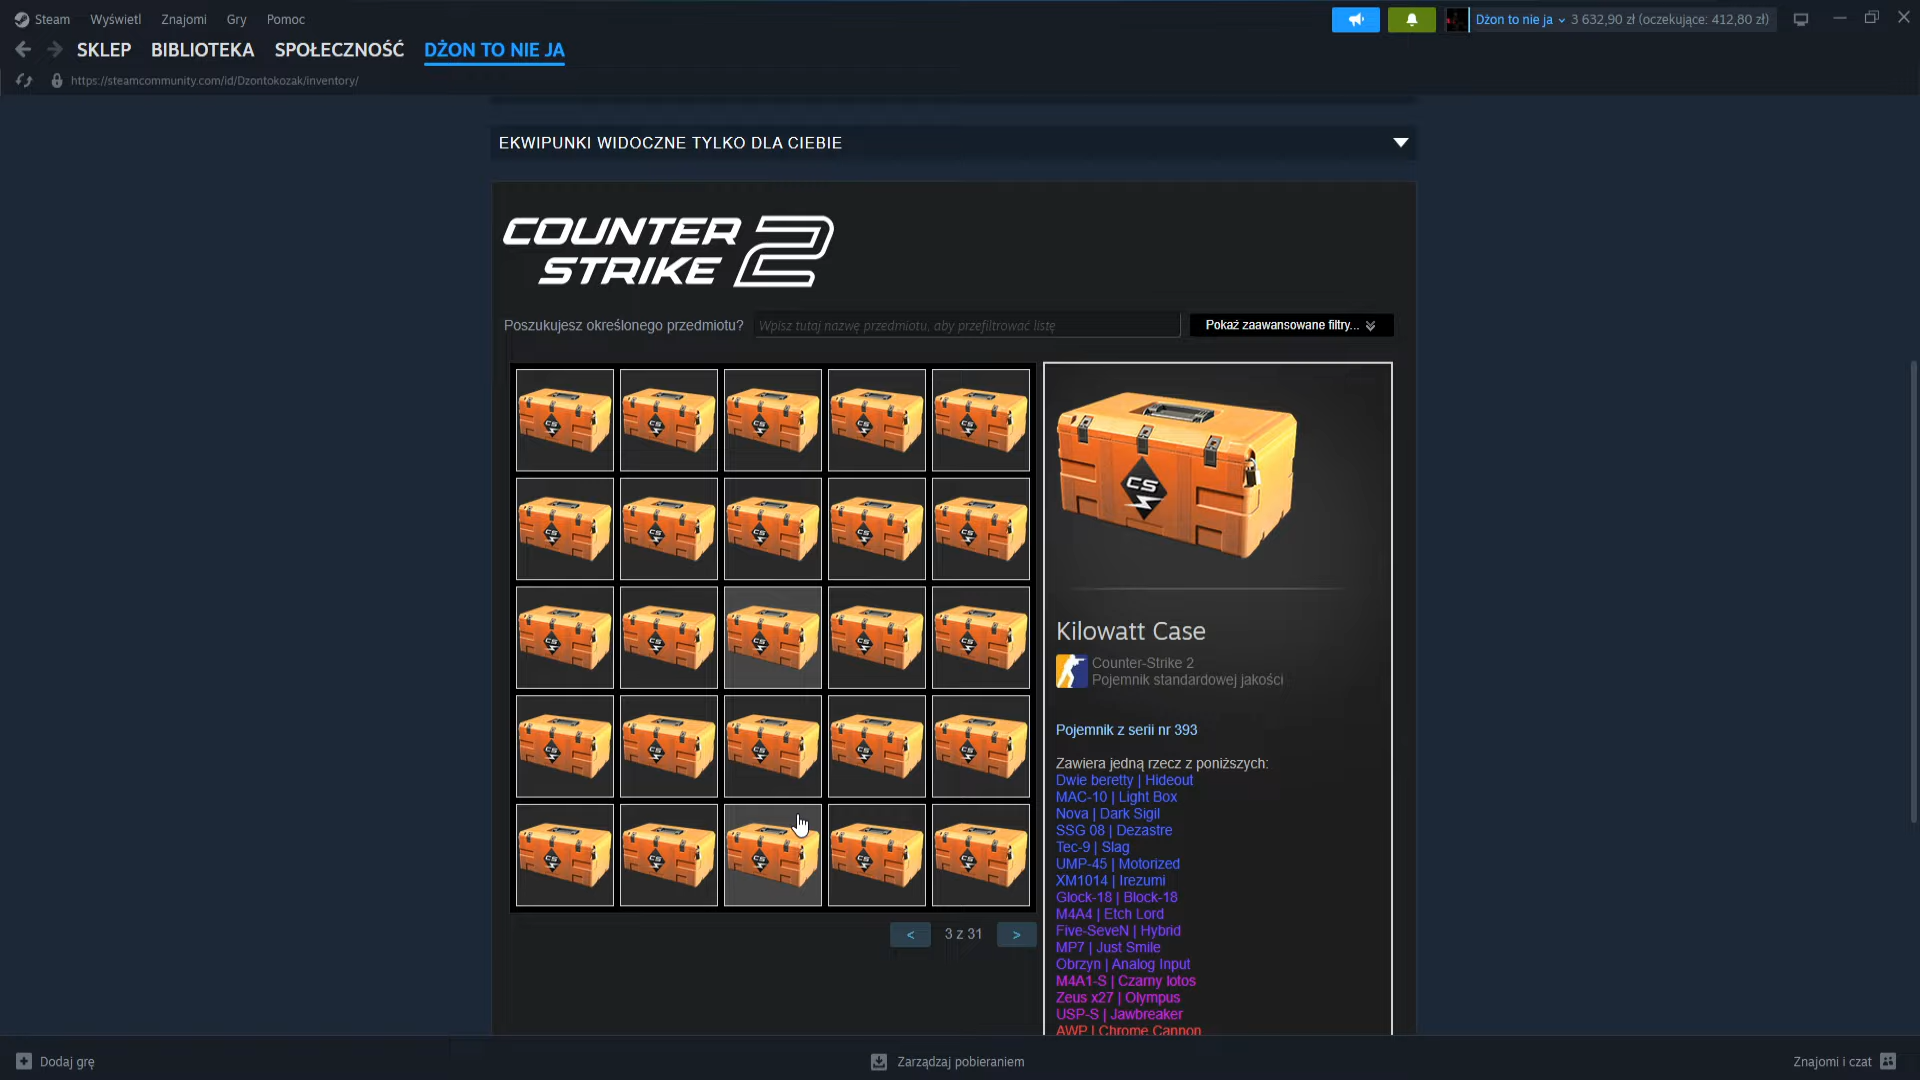 Steam Wyświetl Znajomi Gry Pomoc
Dżon to nie ja 3 632,90 zł (oczekujące: 412,80 zł)
SKLEP BIBLIOTEKA SPOŁECZNOŚĆ DŻON TO NIE JA
https://steamcommunity.com/id/Dzontokozak/inventory/
EKWIPUNKI WIDOCZNE TYLKO DLA CIEBIE
COUNTER
STRIKE 2
Poszukujesz określonego przedmiotu? Wpisz tutaj nazwę przedmiotu, aby przefiltrować listę Pokaż zaawansowane filtry...
Kilowatt Case
Counter-Strike 2
Pojemnik standardowej jakości
Pojemnik z serii nr 393
Zawiera jedną rzecz z poniższych:
Dwie beretty | Hideout
MAC-10 | Light Box
Nova | Dark Sigil
SSG 08 | Dezastre
Tec-9 | Slag
UMP-45 | Motorized
XM1014 | Irezumi
Glock-18 | Block-18
M4A4 | Etch Lord
Five-SeveN | Hybrid
MP7 | Just Smile
Obrzyn | Analog Input
M4A1-S | Czarny lotos
Zeus x27 | Olympus
USP-S | Jawbreaker
AWP | Chrome Cannon
< 3 z 31 >
Dodaj grę
Zarządzaj pobieraniem
Znajomi i czat